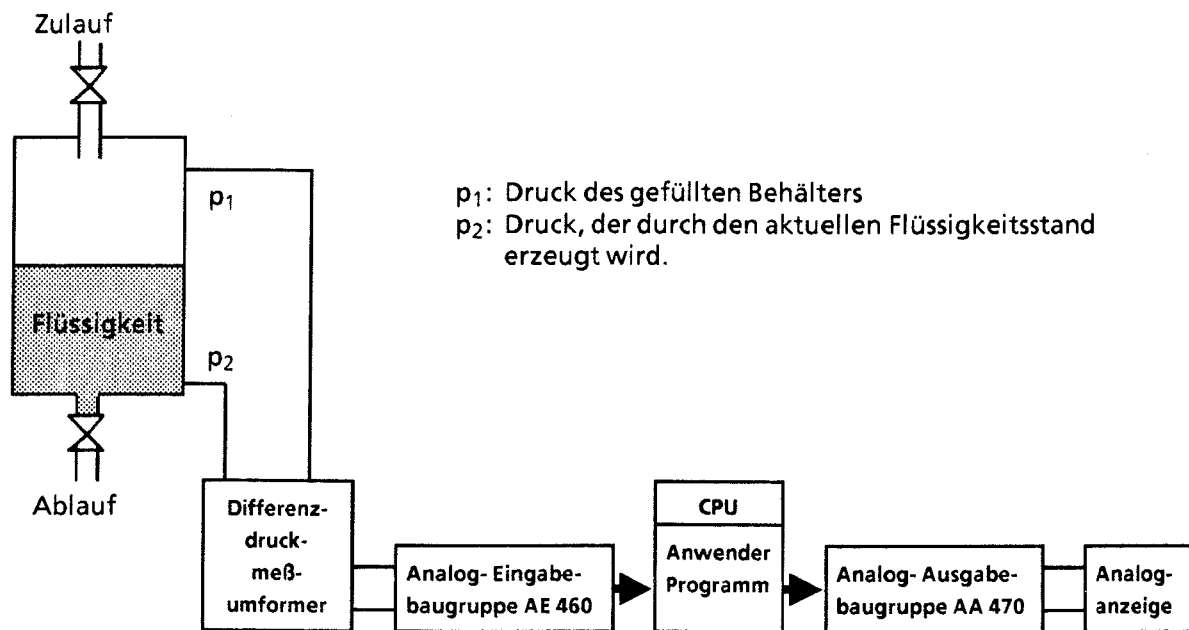 Zulauf
p1
p1: Druck des gefüllten Behälters
p2: Druck, der durch den aktuellen Flüssigkeitsstand
erzeugt wird.
Flüssigkeit
p2
Ablauf
Differenz-
druck-
meß-
umformer
Analog- Eingabe-
baugruppe AE 460
CPU
Anwender
Programm
Analog- Ausgabe-
baugruppe AA 470
Analog-
anzeige